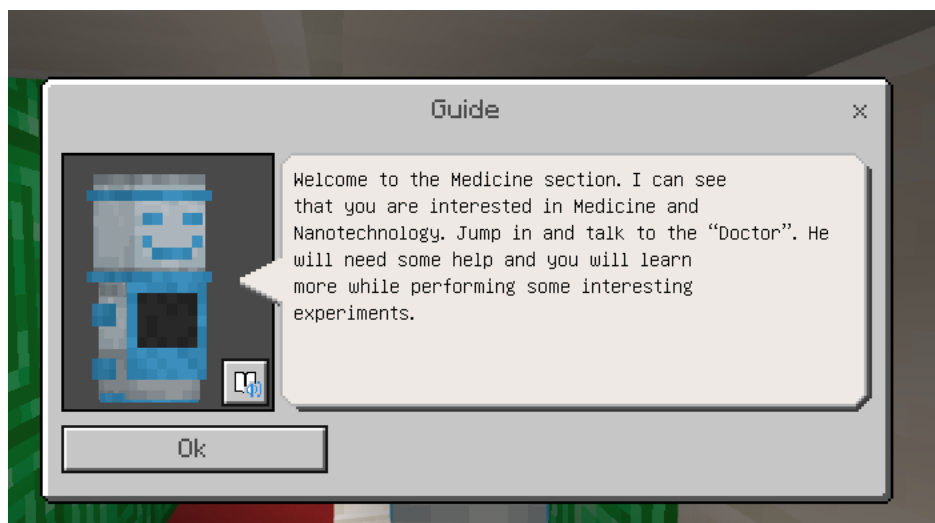 Guide
x
Welcome to the Medicine section. I can see
that you are interested in Medicine and
Nanotechnology. Jump in and talk to the “Doctor”. He
will need some help and you will learn
more while performing some interesting
experiments.
Ok